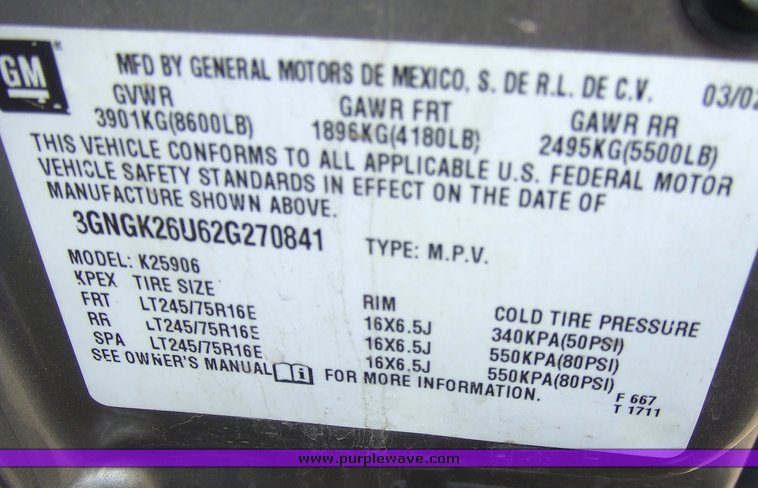 GM
MFD BY GENERAL MOTORS DE MEXICO, S. DE R.L. DE C.V. 03/02
GVWR GAWR FRT GAWR RR
3901KG(8600LB) 1896KG(4180LB) 2495KG(5500LB)
THIS VEHICLE CONFORMS TO ALL APPLICABLE U.S. FEDERAL MOTOR
VEHICLE SAFETY STANDARDS IN EFFECT ON THE DATE OF
MANUFACTURE SHOWN ABOVE.
3GNGK26U62G270841 TYPE: M.P.V.
MODEL: K25906
KPEX TIRE SIZE RIM COLD TIRE PRESSURE
FRT LT245/75R16E 16X6.5J 340KPA(50PSI)
RR LT245/75R16E 16X6.5J 550KPA(80PSI)
SPA LT245/75R16E 16X6.5J 550KPA(80PSI)
SEE OWNER'S MANUAL i FOR MORE INFORMATION.
F 667
T 1711
www.purplewave.com